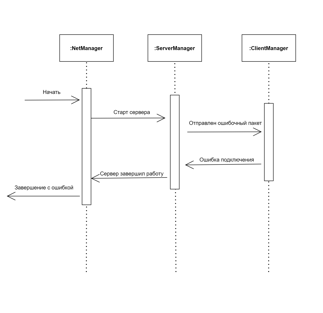 :NetManager
:ServerManager
:ClientManager
Начать
Старт сервера
Отправлен ошибочный пакет
Ошибка подключения
Сервер завершил работу
Завершение с ошибкой